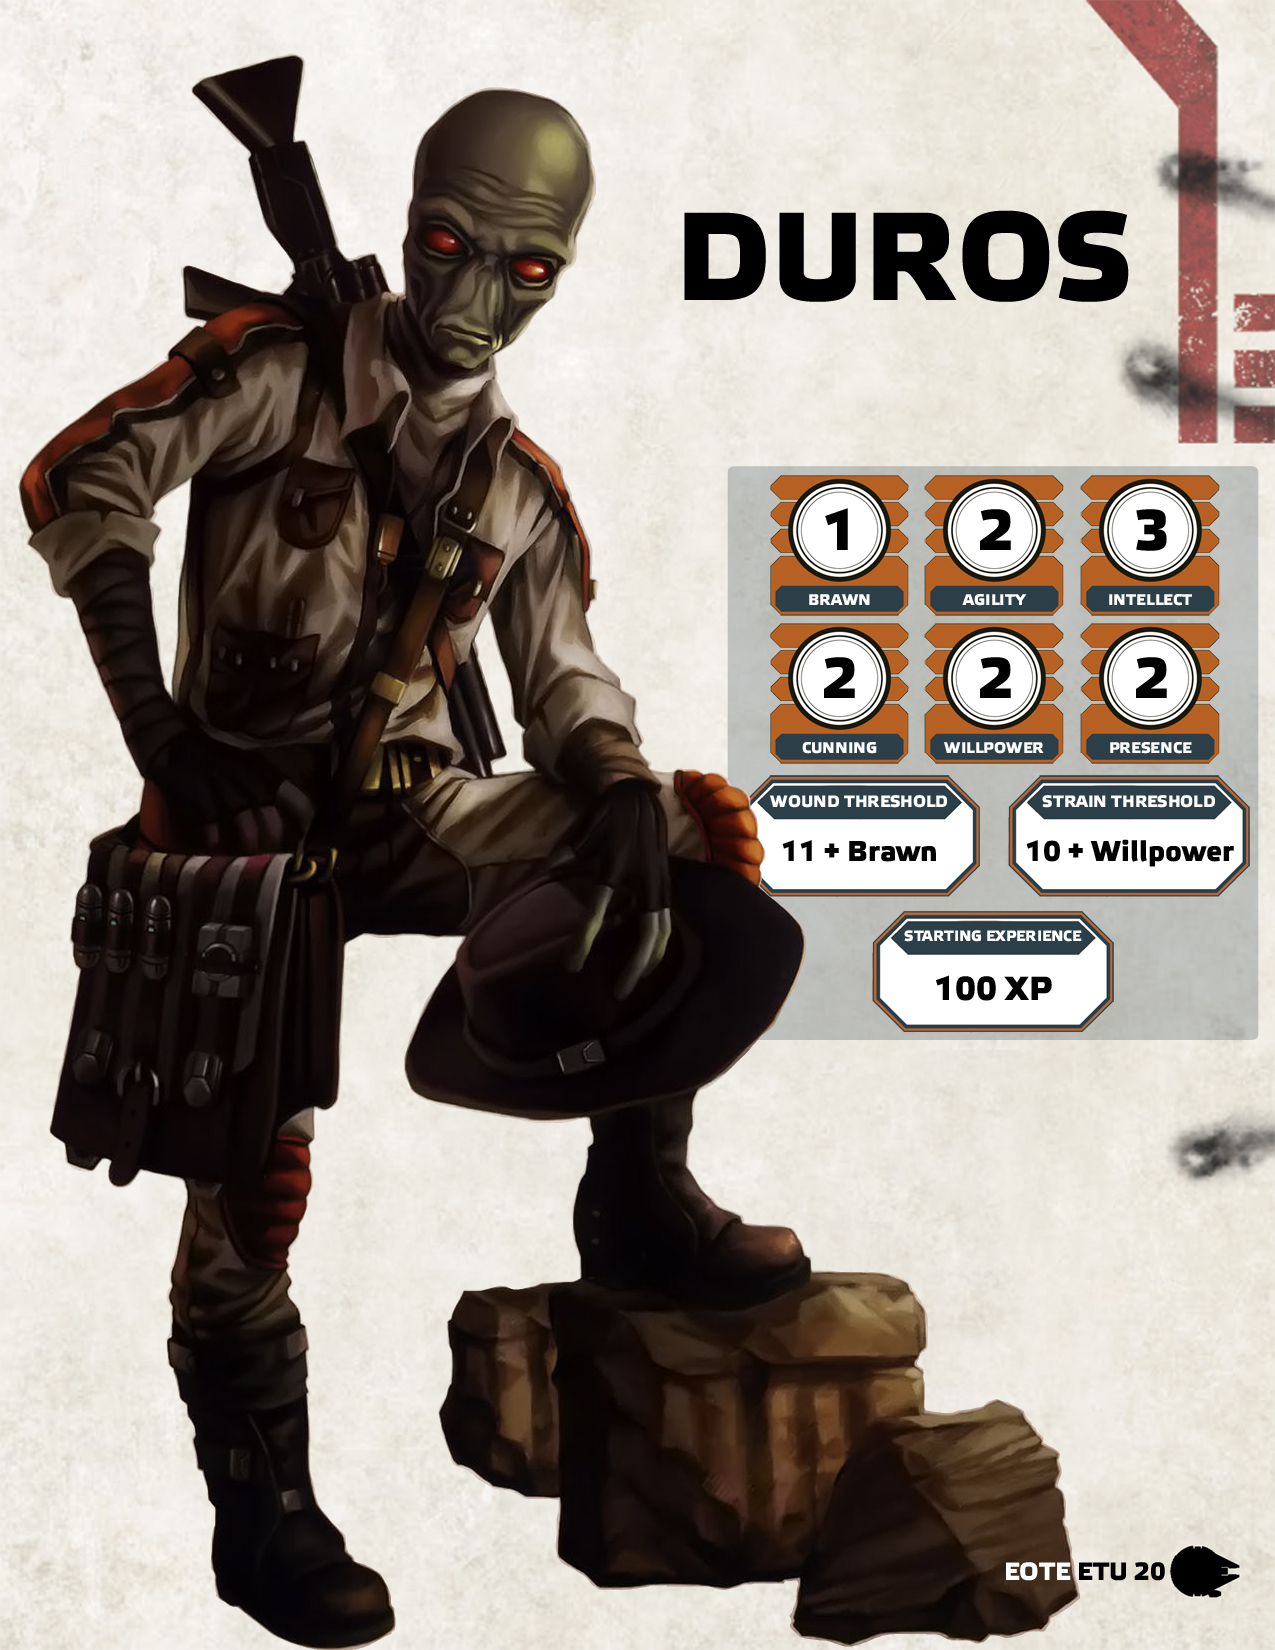 DUROS
1 2 3
BRAWN AGILITY INTELLECT
2 2 2
CUNNING WILLPOWER PRESENCE
WOUND THRESHOLD STRAIN THRESHOLD
11 + Brawn 10 + Willpower
STARTING EXPERIENCE
100 XP
EOTE ETU 20